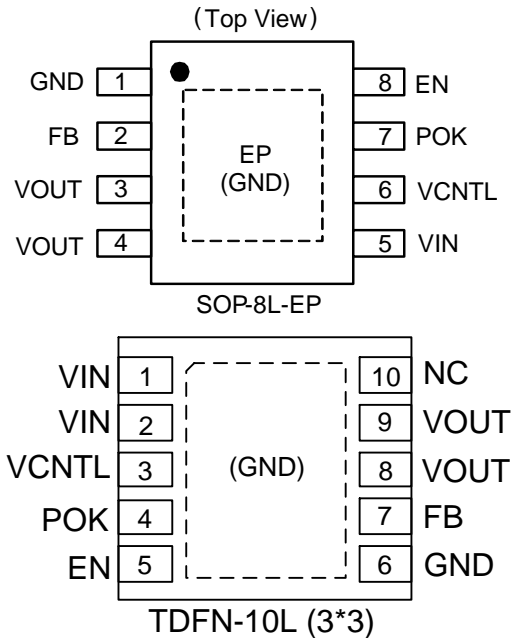 (Top View)
GND 1 8 EN
FB 2 7 POK
EP
(GND)
VOUT 3 6 VCNTL
VOUT 4 5 VIN
SOP-8L-EP
VIN 1 10 NC
VIN 2 9 VOUT
VCNTL 3 (GND) 8 VOUT
POK 4 7 FB
EN 5 6 GND
TDFN-10L (3*3)